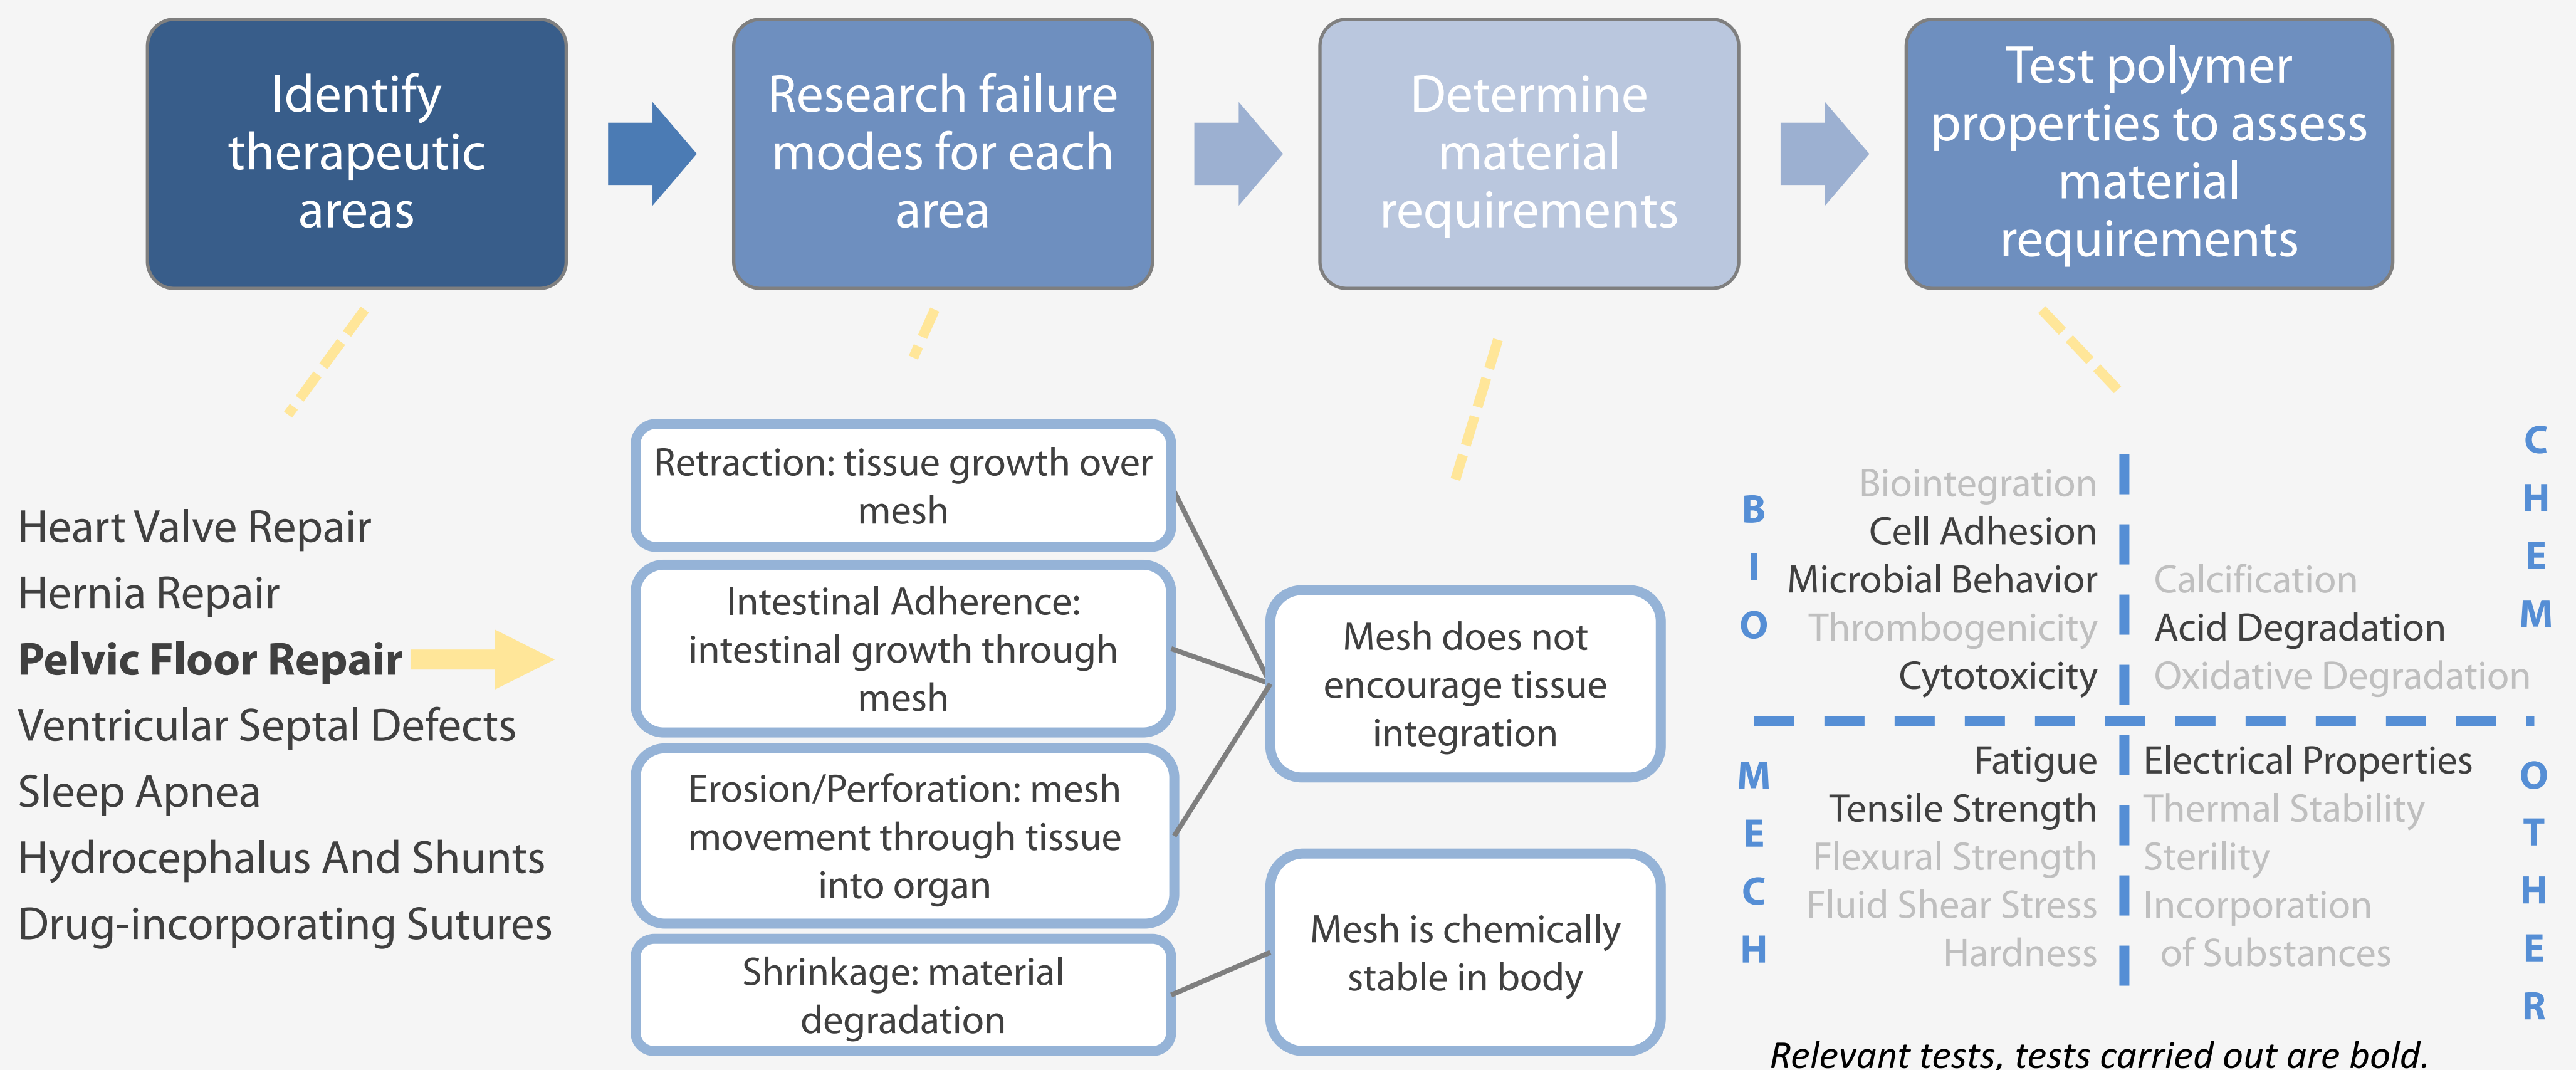 Identify
therapeutic
areas
Research failure
modes for each
area
Determine
material
requirements
Test polymer
properties to assess
material
requirements
Heart Valve Repair
Hernia Repair
Pelvic Floor Repair
Ventricular Septal Defects
Sleep Apnea
Hydrocephalus And Shunts
Drug-incorporating Sutures
Retraction: tissue growth over
mesh
Intestinal Adherence:
intestinal growth through
mesh
Erosion/Perforation: mesh
movement through tissue
into organ
Shrinkage: material
degradation
Mesh does not
encourage tissue
integration
Mesh is chemically
stable in body
BIO
Biointegration
Cell Adhesion
Microbial Behavior
Thrombogenicity
Cytotoxicity
CHEM
Calcification
Acid Degradation
Oxidative Degradation
MECH
Fatigue
Tensile Strength
Flexural Strength
Fluid Shear Stress
Hardness
OTHER
Electrical Properties
Thermal Stability
Sterility
Incorporation
of Substances
Relevant tests, tests carried out are bold.